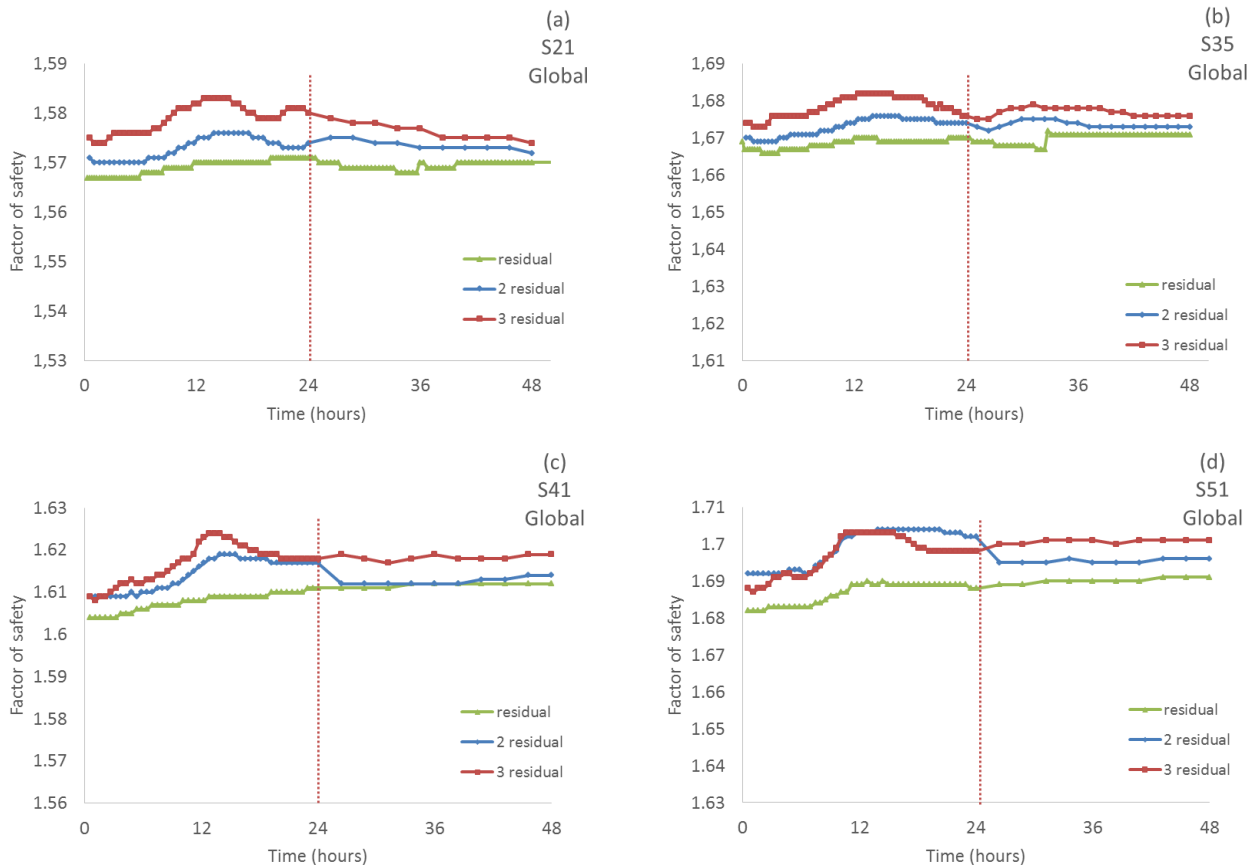 (a)
S21
Global
1,59
1,58
1,57
1,56
1,55
1,54
1,53
Factor of safety
residual
2 residual
3 residual
0 12 24 36 48
Time (hours)
(b)
S35
Global
1,69
1,68
1,67
1,66
1,65
1,64
1,63
1,62
1,61
Factor of safety
residual
2 residual
3 residual
0 12 24 36 48
Time (hours)
(c)
S41
Global
1.63
1.62
1.61
1.6
1.59
1.58
1.57
1.56
Factor of safety
residual
2 residual
3 residual
0 12 24 36 48
Time (hours)
(d)
S51
Global
1.71
1.7
1.69
1.68
1.67
1.66
1.65
1.64
1.63
Factor of safety
residual
2 residual
3 residual
0 12 24 36 48
Time (hours)